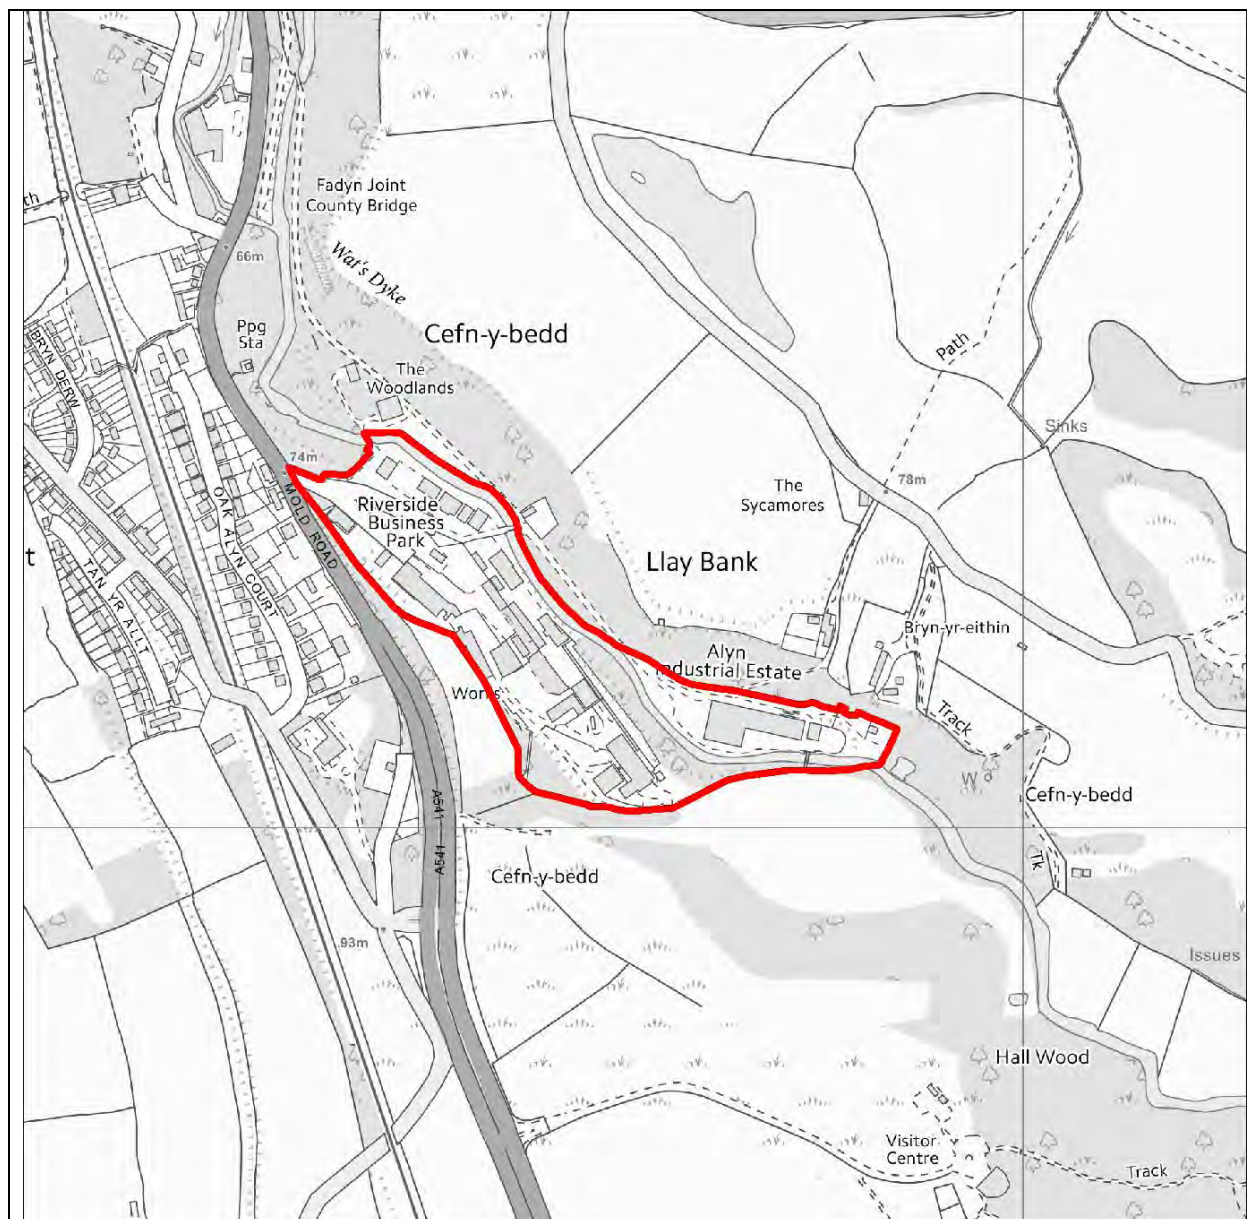 th
Fadyn Joint
County Bridge
66m
Wat's Dyke
Ppg
Sta
Cefn-y-bedd
BRYN DERW
The
Woodlands
Path
Sinks
74m
MOLD ROAD
OAK ALYN COURT
Riverside
Business
Park
The
Sycamores
78m
t
TAN YR ALLT
Llay Bank
Bryn-yr-eithin
Alyn
Industrial Estate
Works
Track
W
Cefn-y-bedd
A541
A541
Tk
Cefn-y-bedd
93m
Issues
Hall Wood
Visitor
Centre
Track